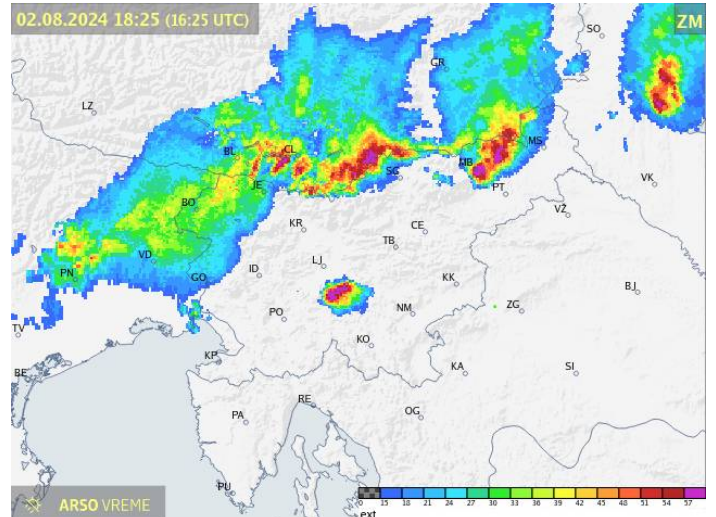 02.08.2024 18:25 (16:25 UTC)
ZM
SO
GR
LZ
BL
CL
MS
MB
SG
JE
PT
VK
BO
VŽ
KR
CE
TB
VD
LJ
PN
GO
ID
KK
BJ
NM
ZG
PO
TV
KO
KP
BE
KA
SI
RE
PA
OG
PU
ARSO VREME
0 15 18 21 24 27 30 33 36 39 42 45 48 51 54 57
ext